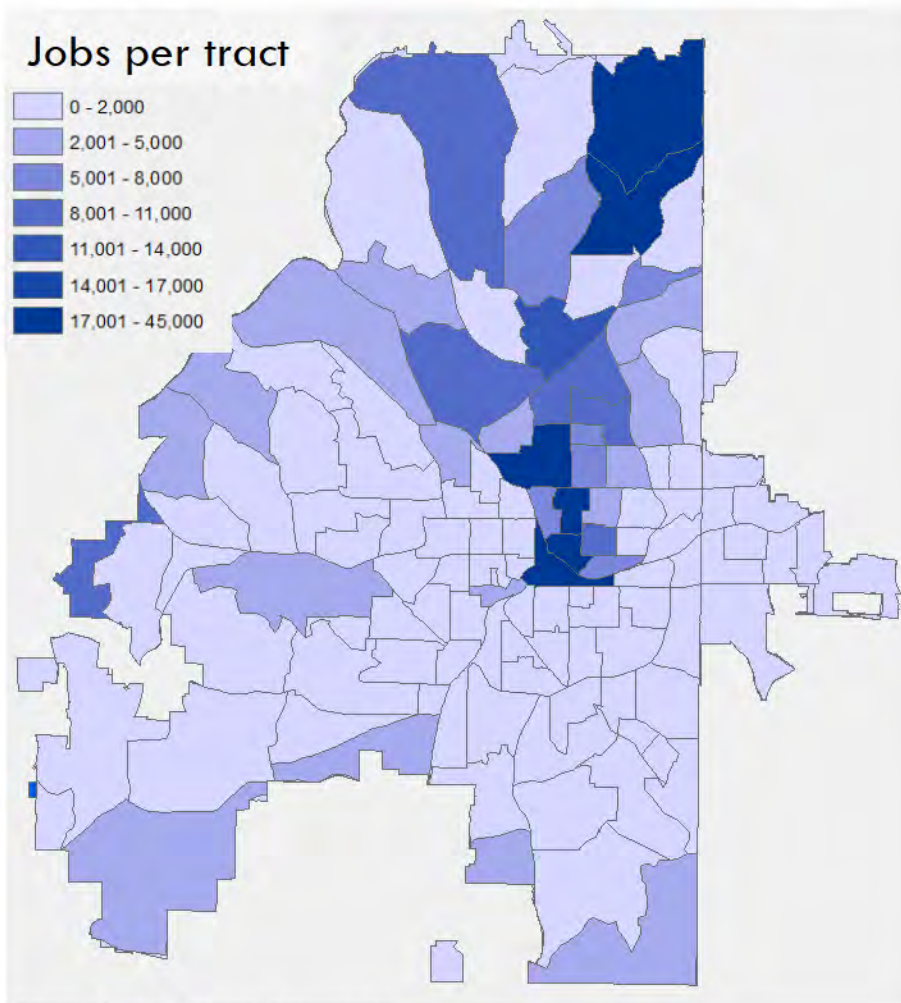 Jobs per tract
0 - 2,000
2,001 - 5,000
5,001 - 8,000
8,001 - 11,000
11,001 - 14,000
14,001 - 17,000
17,001 - 45,000